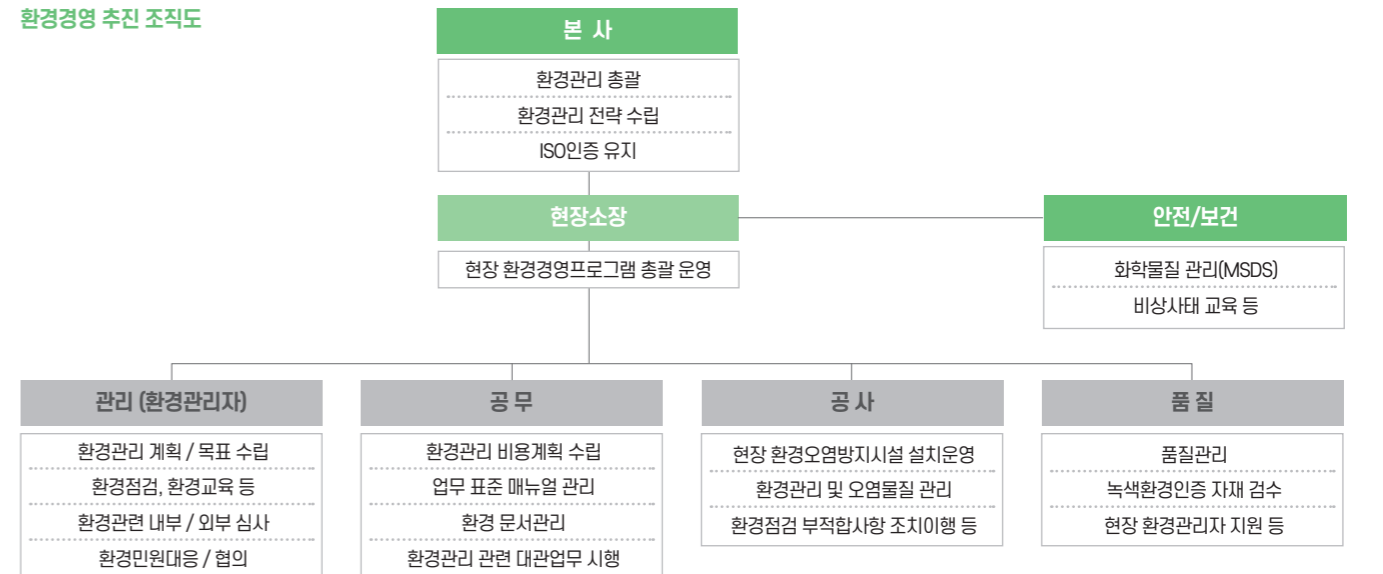 환경경영 추진 조직도
본 사
환경관리 총괄
환경관리 전략 수립
ISO인증 유지
현장소장
현장 환경경영프로그램 총괄 운영
안전/보건
화학물질 관리(MSDS)
비상사태 교육 등
관리 (환경관리자)
환경관리 계획 / 목표 수립
환경점검, 환경교육 등
환경관련 내부 / 외부 심사
환경민원대응 / 협의
공 무
환경관리 비용계획 수립
업무 표준 매뉴얼 관리
환경 문서관리
환경관리 관련 대관업무 시행
공 사
현장 환경오염방지시설 설치운영
환경관리 및 오염물질 관리
환경점검 부적합사항 조치이행 등
품 질
품질관리
녹색환경인증 자재 검수
현장 환경관리자 지원 등